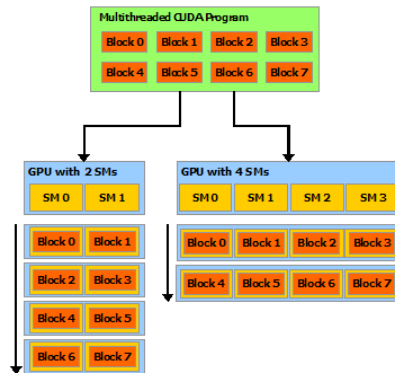 Multithreaded CUDA Program
Block 0 Block 1 Block 2 Block 3
Block 4 Block 5 Block 6 Block 7
GPU with 2 SMs
SM 0 SM 1
Block 0 Block 1
Block 2 Block 3
Block 4 Block 5
Block 6 Block 7
GPU with 4 SMs
SM 0 SM 1 SM 2 SM 3
Block 0 Block 1 Block 2 Block 3
Block 4 Block 5 Block 6 Block 7